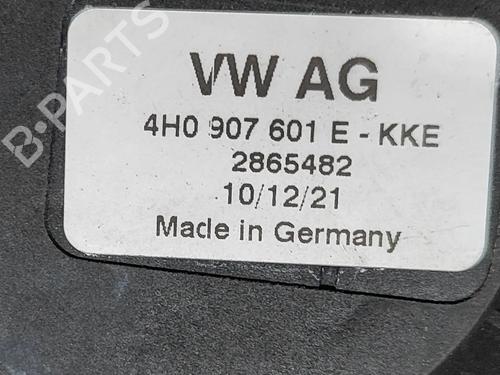 B-PARTS
VW AG
4H0 907 601 E - KKE
2865482
10/12/21
Made in Germany